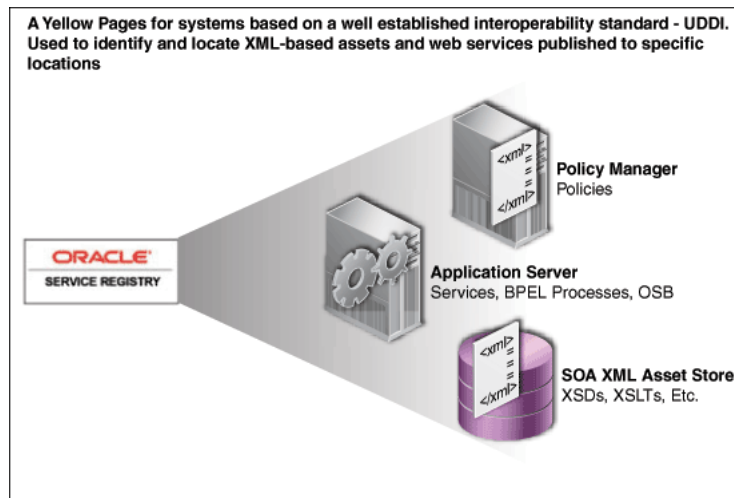 A Yellow Pages for systems based on a well established interoperability standard - UDDI.
Used to identify and locate XML-based assets and web services published to specific
locations
<xml>
=
=
=
</xml>
Policy Manager
Policies
ORACLE'
SERVICE REGISTRY
Application Server
Services, BPEL Processes, OSB
<xml>
=
=
=
</xml>
SOA XML Asset Store
XSDs, XSLTs, Etc.